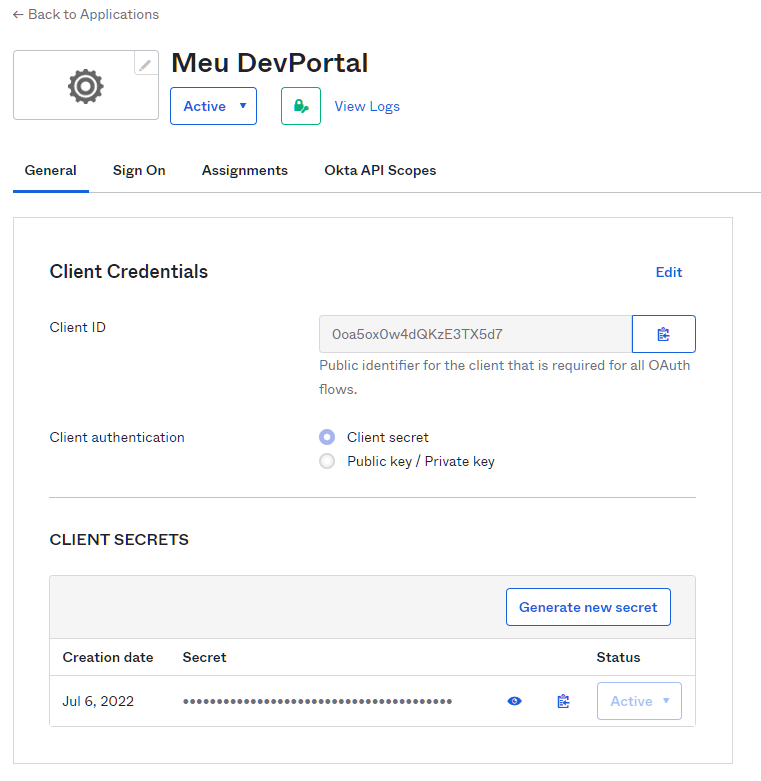 ← Back to Applications
Meu DevPortal
Active ▼ View Logs
General Sign On Assignments Okta API Scopes
Client Credentials Edit
Client ID 0oa5ox0w4dQKzE3TX5d7
Public identifier for the client that is required for all OAuth
flows.
Client authentication Client secret
Public key / Private key
CLIENT SECRETS
Generate new secret
Creation date Secret Status
Jul 6, 2022 •••••••••••••••••••••••••••••••••••••••• Active ▼